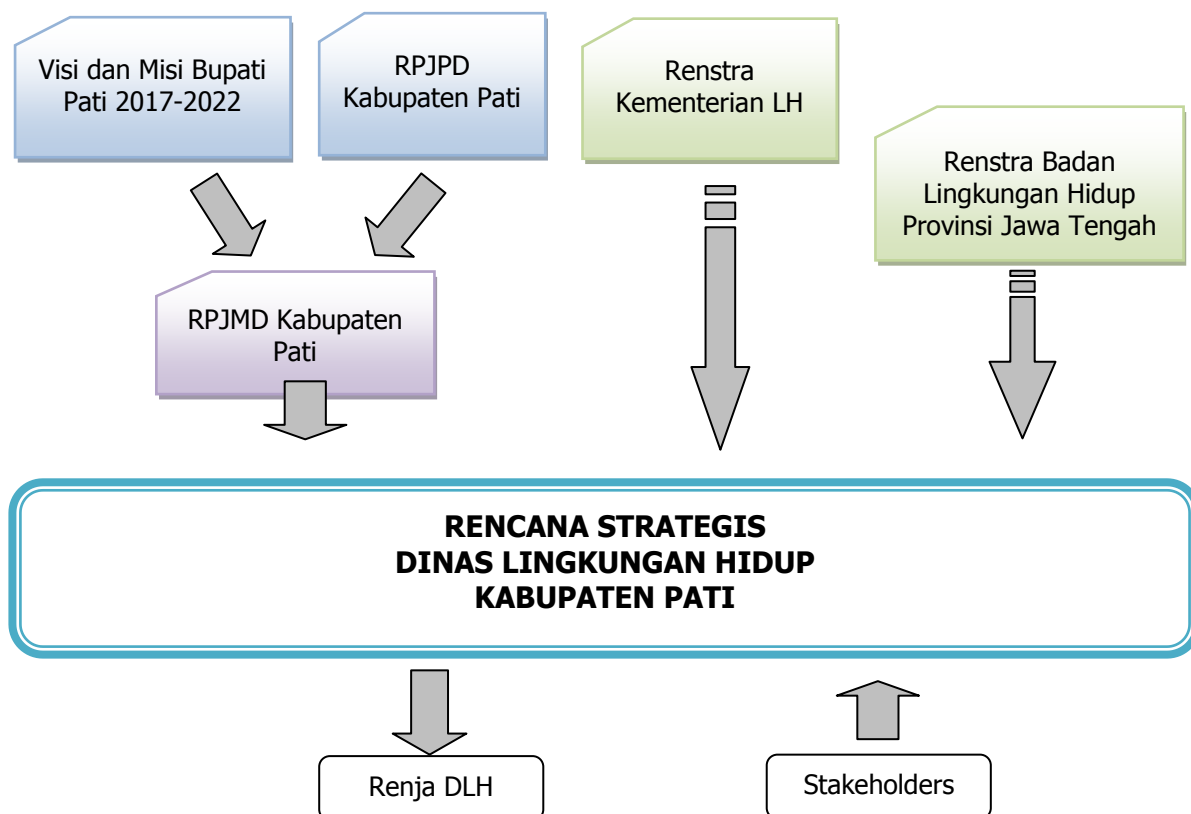 Visi dan Misi Bupati
Pati 2017-2022
RPJPD
Kabupaten Pati
Renstra
Kementerian LH
Renstra Badan
Lingkungan Hidup
Provinsi Jawa Tengah
RPJMD Kabupaten
Pati
RENCANA STRATEGIS
DINAS LINGKUNGAN HIDUP
KABUPATEN PATI
Renja DLH
Stakeholders